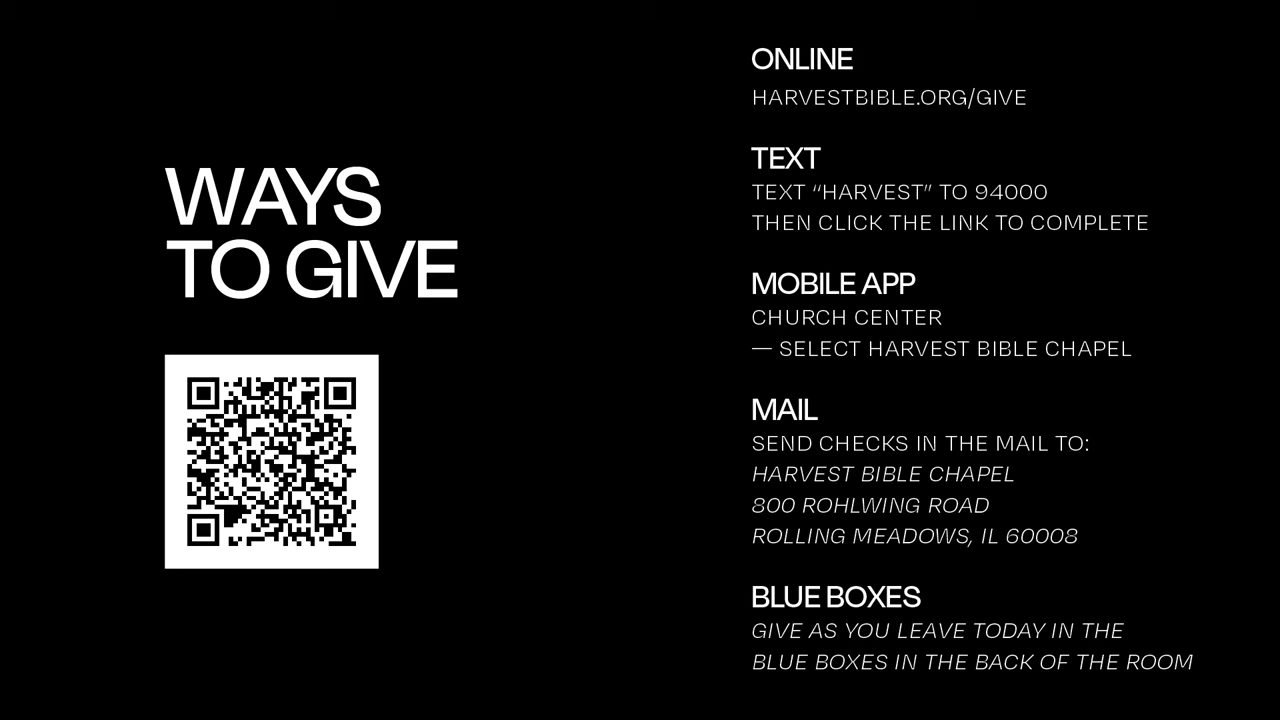 WAYS
TO GIVE
ONLINE
HARVESTBIBLE.ORG/GIVE
TEXT
TEXT “HARVEST” TO 94000
THEN CLICK THE LINK TO COMPLETE
MOBILE APP
CHURCH CENTER
— SELECT HARVEST BIBLE CHAPEL
MAIL
SEND CHECKS IN THE MAIL TO:
HARVEST BIBLE CHAPEL
800 ROHLWING ROAD
ROLLING MEADOWS, IL 60008
BLUE BOXES
GIVE AS YOU LEAVE TODAY IN THE
BLUE BOXES IN THE BACK OF THE ROOM